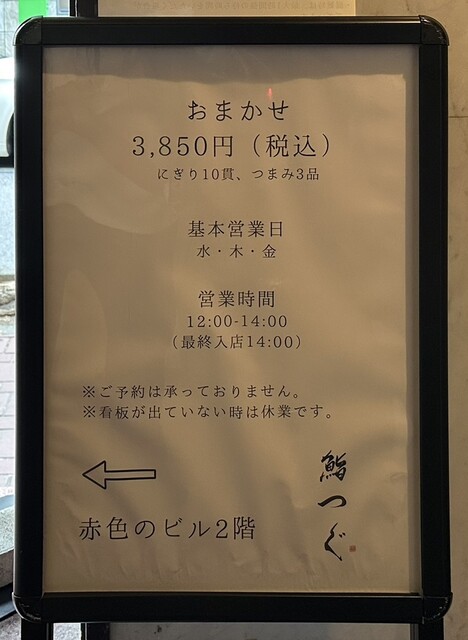 おまかせ
3,850円（税込）
にぎり10貫、つまみ3品
基本営業日
水・木・金
営業時間
12:00-14:00
（最終入店14:00）
※ご予約は承っておりません。
※看板が出ていない時は休業です。
赤色のビル2階
鮨つぐ